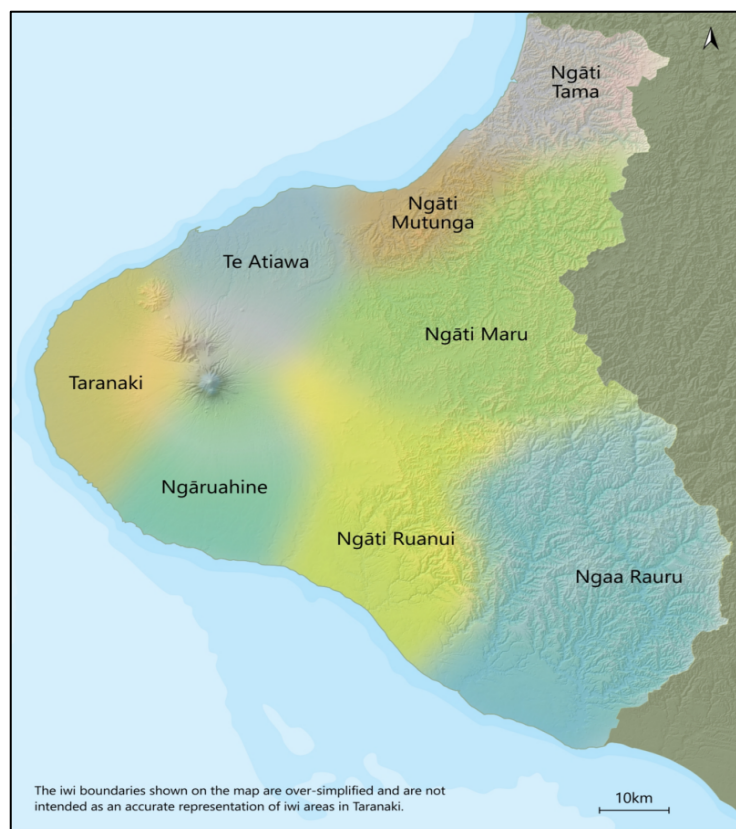 Ngāti
Tama
Ngāti
Mutunga
Te Atiawa
Ngāti Maru
Taranaki
Ngāruahine
Ngāti Ruanui
Ngaa Rauru
The iwi boundaries shown on the map are over-simplified and are not
intended as an accurate representation of iwi areas in Taranaki.
10km